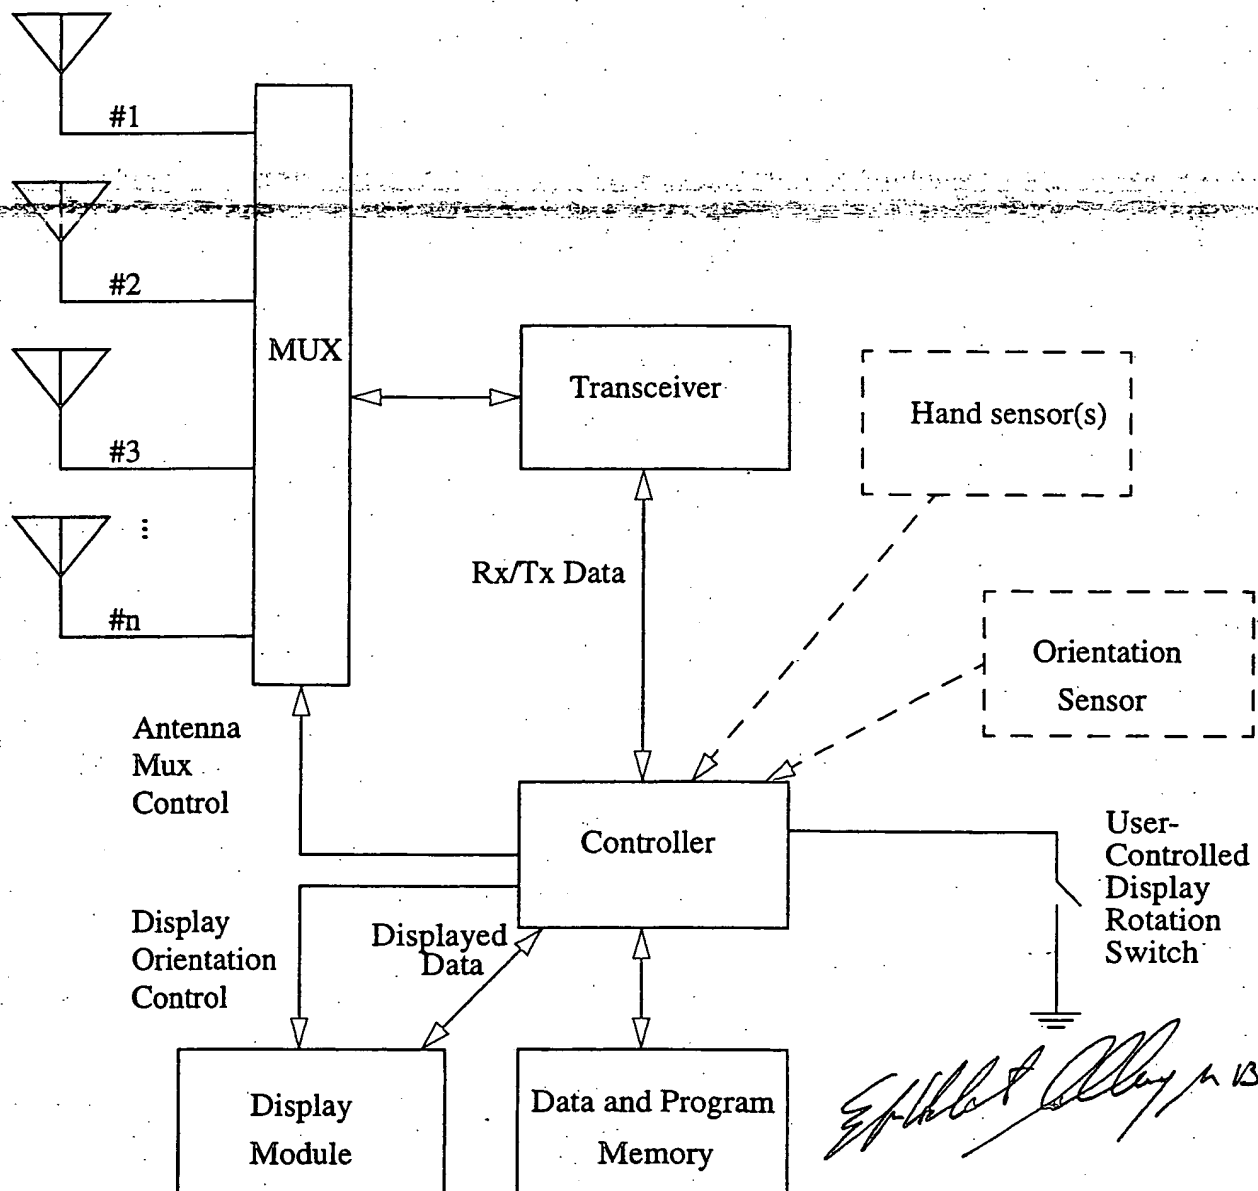 #1
#2
MUX
Transceiver
Hand sensor(s)
#3
...
Rx/Tx Data
#n
Orientation
Sensor
Antenna
Mux
Control
Controller
User-
Controlled
Display
Rotation
Switch
Display
Orientation
Control
Displayed
Data
Display
Module
Data and Program
Memory